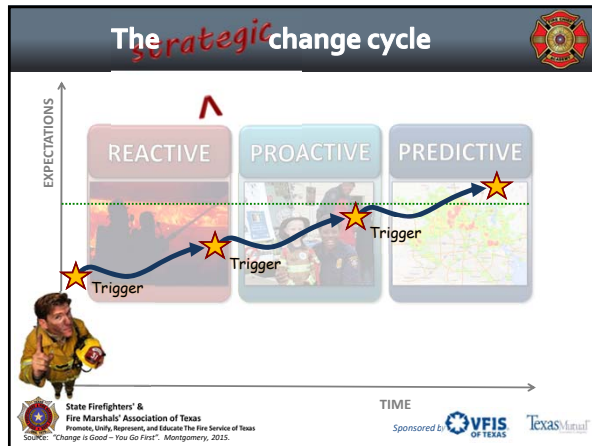 The strategic change cycle
^
EXPECTATIONS
REACTIVE
PROACTIVE
PREDICTIVE
Trigger
Trigger
Trigger
TIME
State Firefighters' &
Fire Marshals' Association of Texas
Promote, Unify, Represent, and Educate The Fire Service of Texas
Source: "Change is Good – You Go First". Montgomery, 2015.
Sponsored by
VFIS
OF TEXAS
TexasMutual